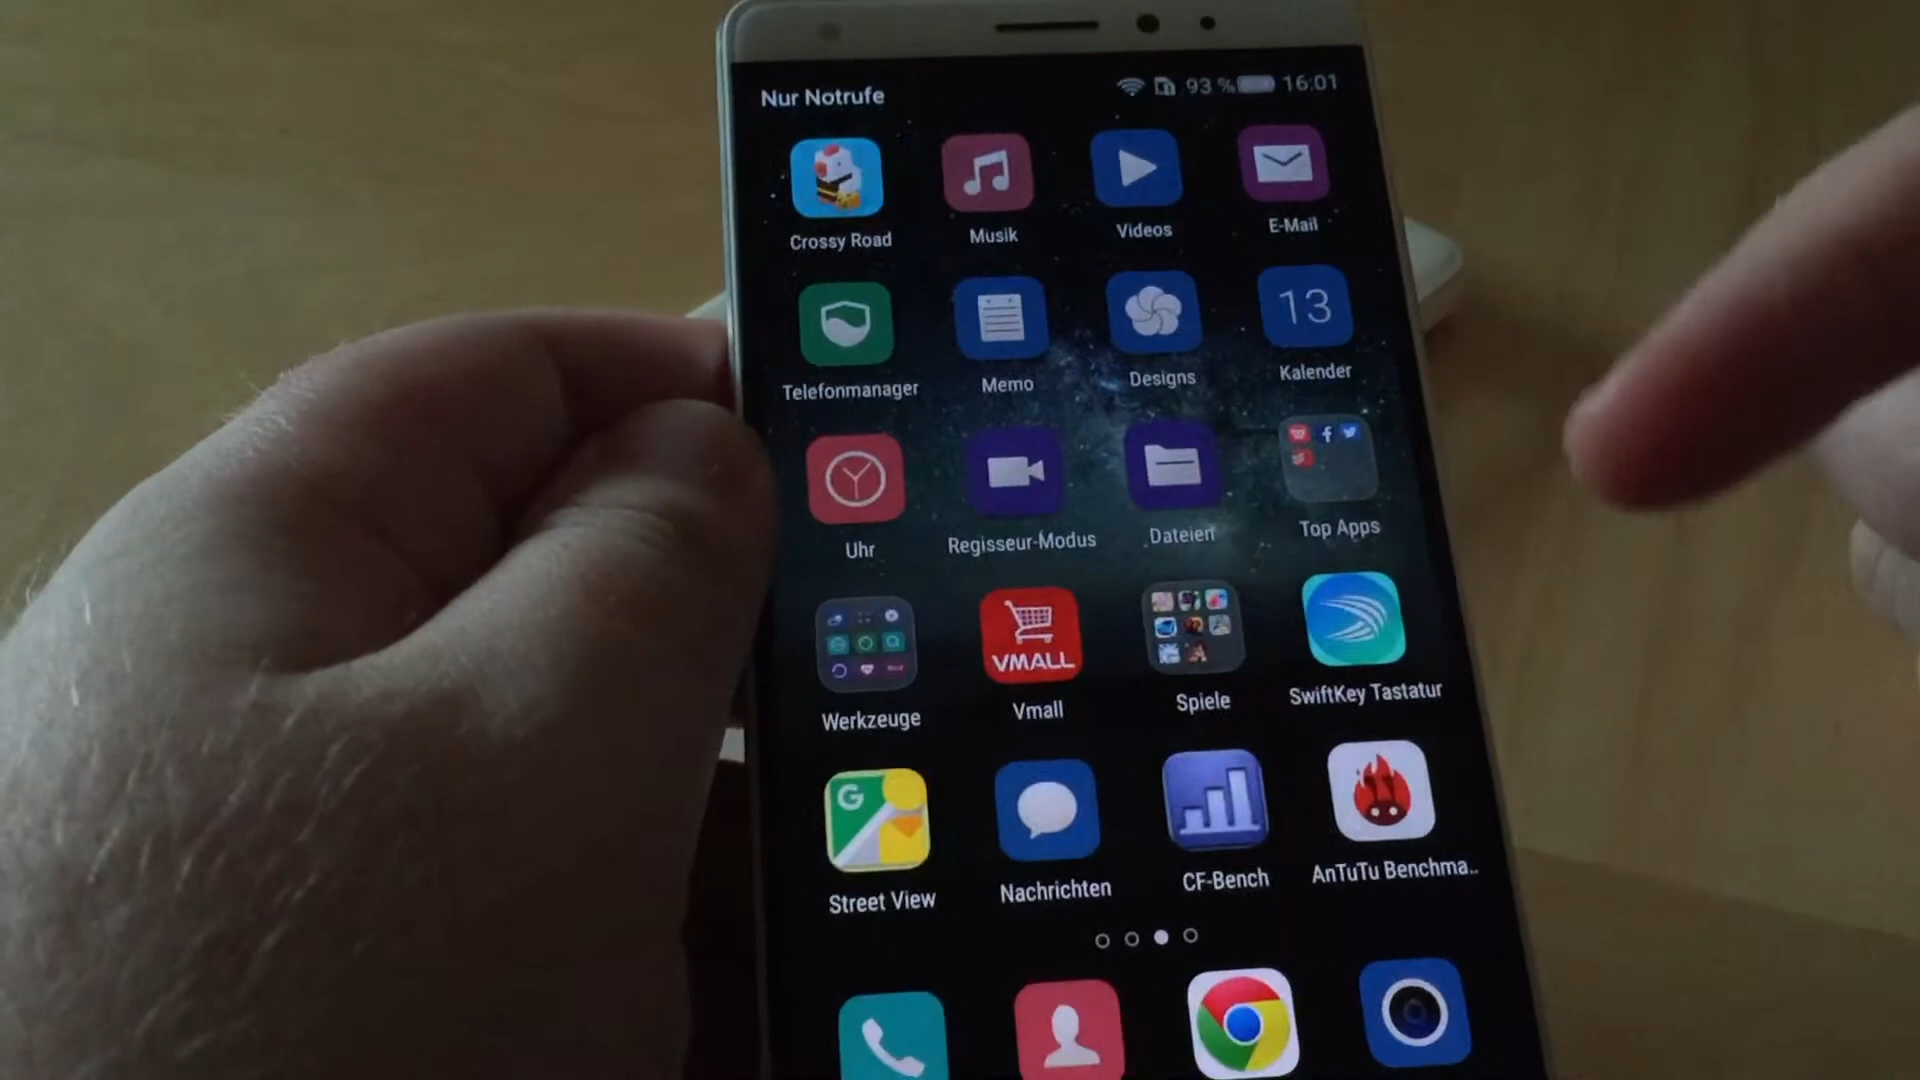 Nur Notrufe 93 % 16:01
Crossy Road Musik Videos E-Mail
13
Telefonmanager Memo Designs Kalender
Uhr Regisseur-Modus Dateien Top Apps
VMALL
Werkzeuge Vmall Spiele SwiftKey Tastatur
G
Street View Nachrichten CF-Bench AnTuTu Benchma..